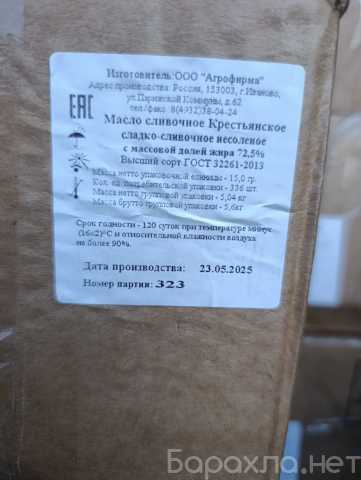 Изготовитель:ООО "Агрофирма"
Адрес производства: Россия, 153003, г.Иваново,
ул.Парижской Коммуны, д.62
тел./факс 8(4932)38-04-24
EAC
Масло сливочное Крестьянское
сладко-сливочное несоленое
с массовой долей жира 72,5%
Высший сорт ГОСТ 32261-2013
Масса нетто упаковочной единицы - 15,0 гр.
Кол. ед. потребительской упаковки - 336 шт.
Масса нетто групповой упаковки - 5,04 кг
Масса брутто групповой упаковки - 5,6кг
Срок годности - 120 суток при температуре минус
(16±2)°С и относительной влажности воздуха
не более 90%.
Дата производства: 23.05.2025
Номер партии: 323
Барахла.нет